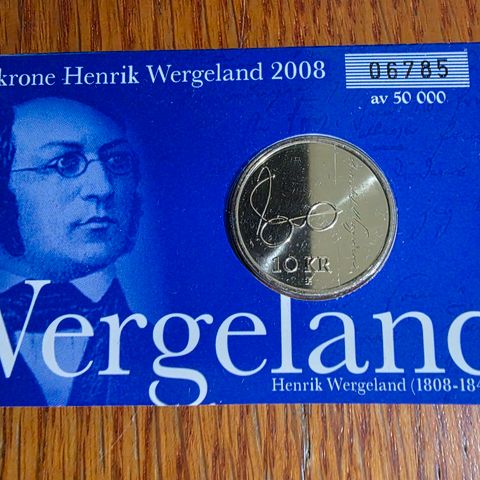 krone Henrik Wergeland 2008
06785
av 50 000
10 KR
Wergeland
Henrik Wergeland (1808-184